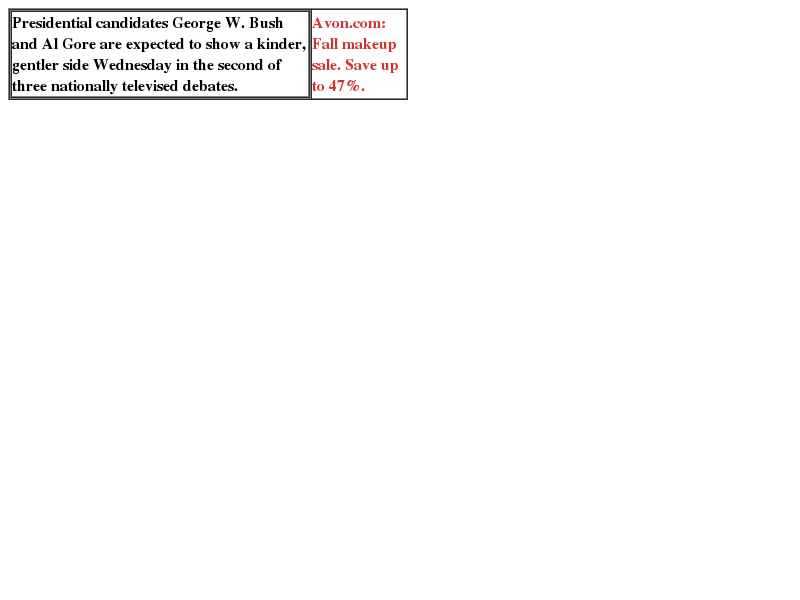 Presidential candidates George W. Bush
and Al Gore are expected to show a kinder,
gentler side Wednesday in the second of
three nationally televised debates.
Avon.com:
Fall makeup
sale. Save up
to 47%.